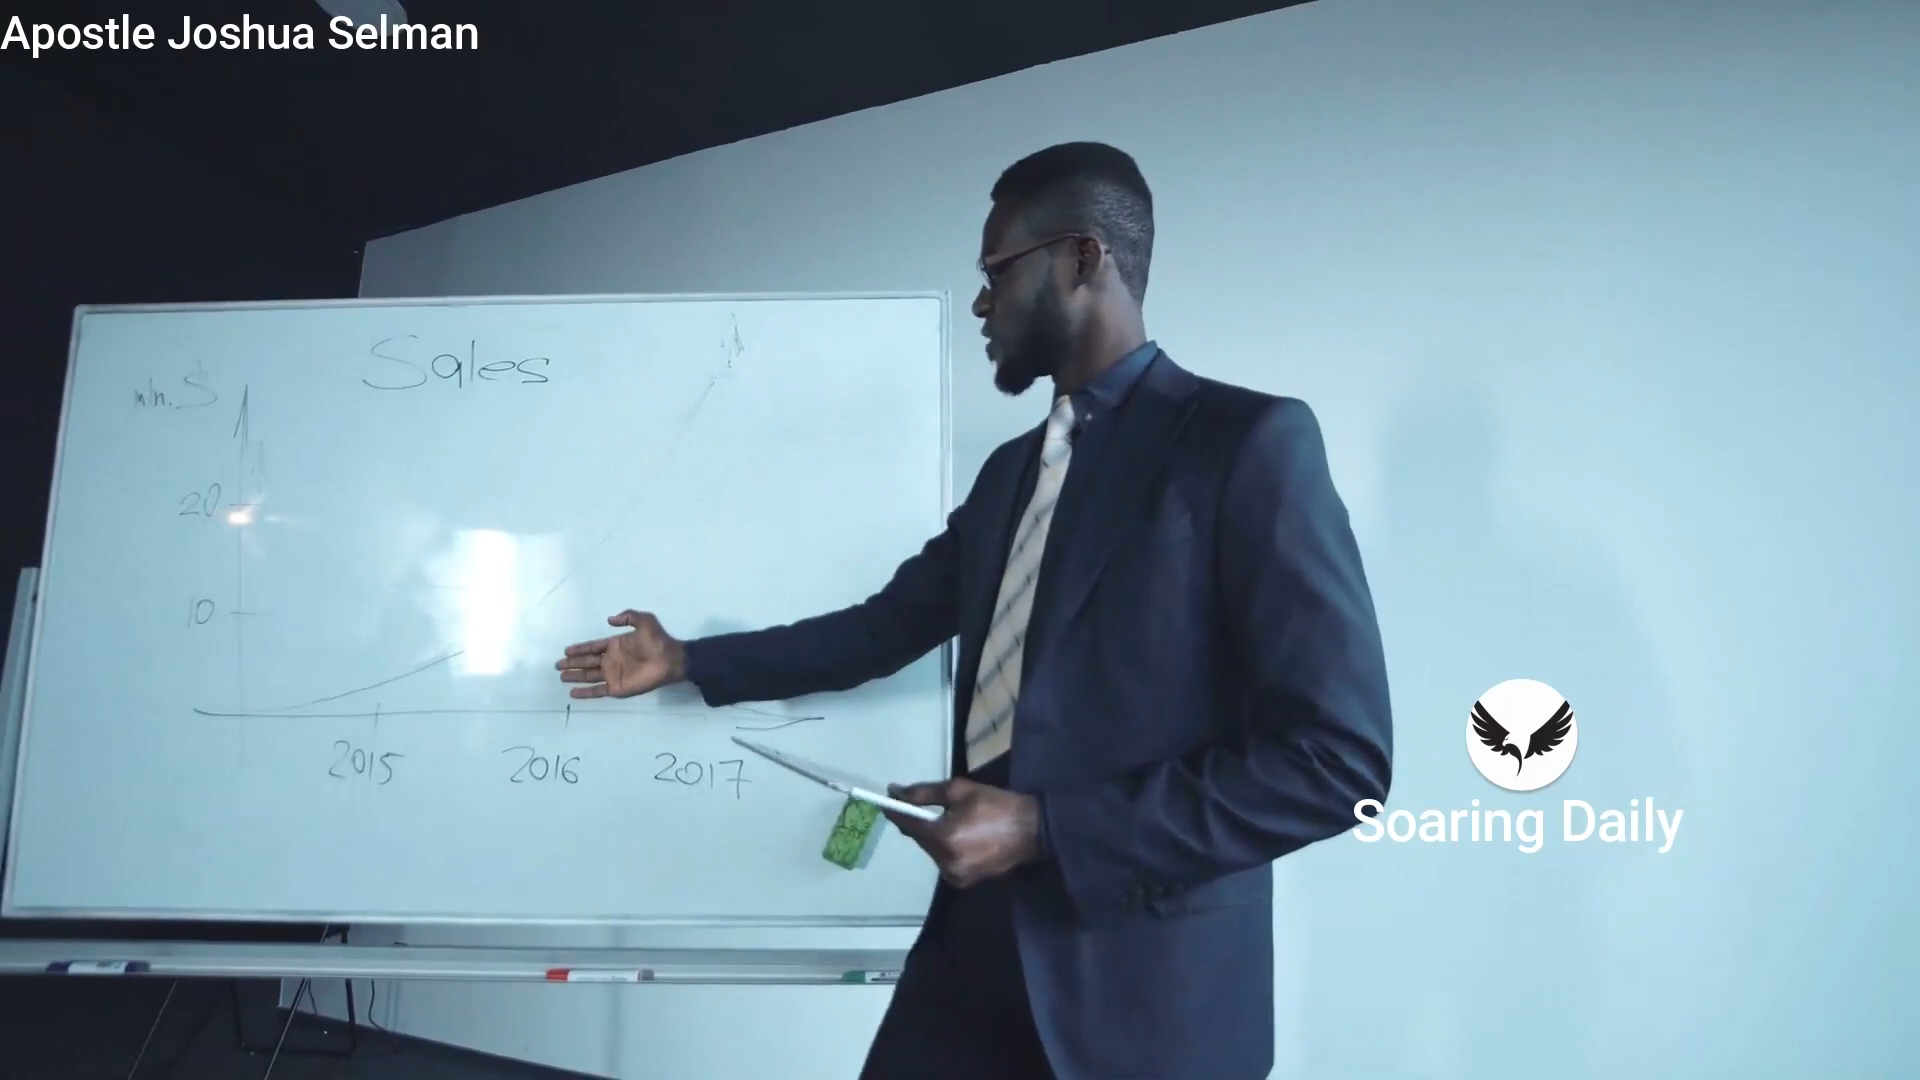 Apostle Joshua Selman
Sales
mln. $
20
10
2015 2016 2017
Soaring Daily